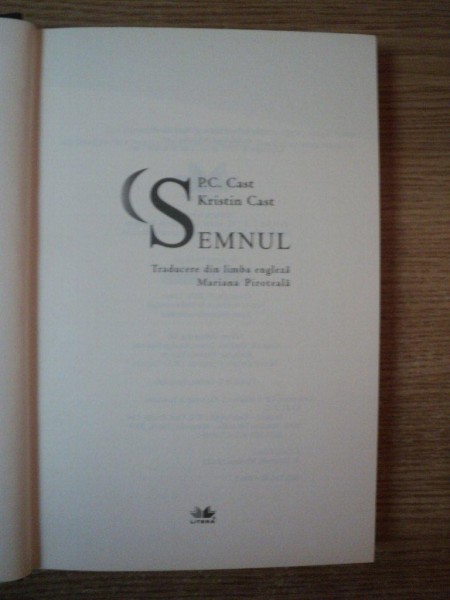 P.C. Cast
Kristin Cast
SEMNUL
Traducere din limba engleză
Mariana Piroteală
LITERA